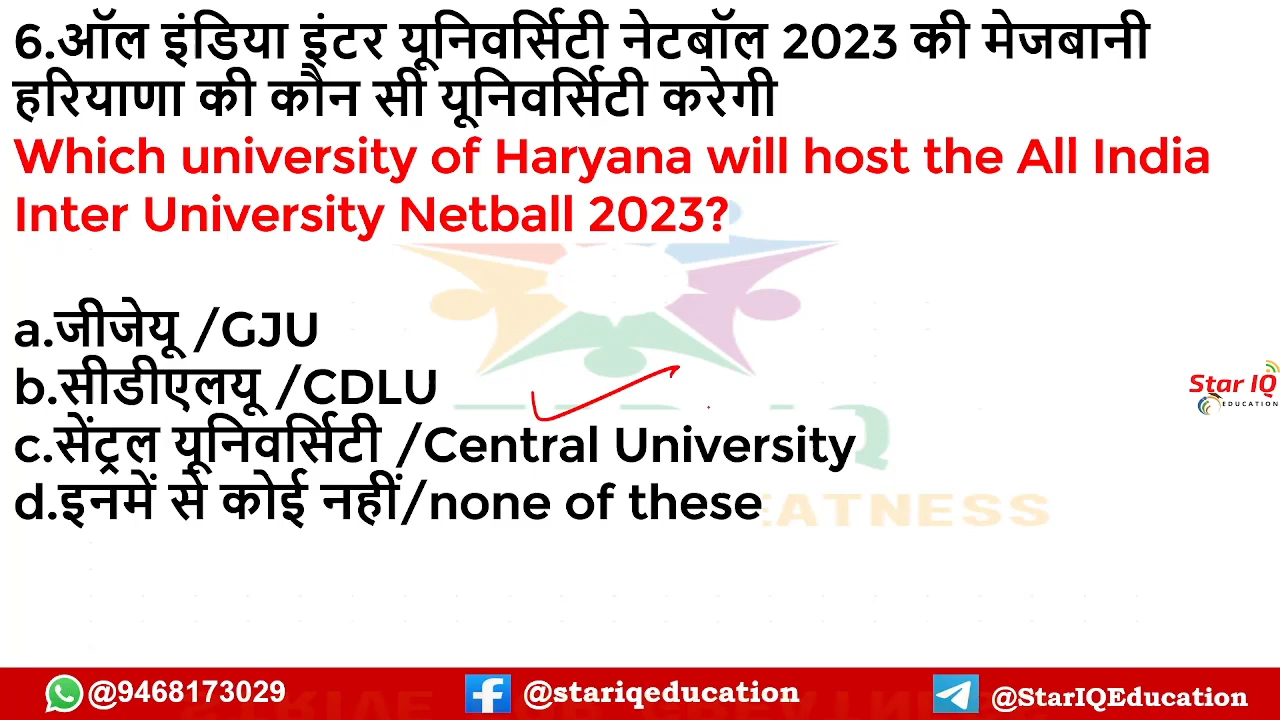 6.ऑल इंडिया इंटर यूनिवर्सिटी नेटबॉल 2023 की मेजबानी
हरियाणा की कौन सी यूनिवर्सिटी करेगी
Which university of Haryana will host the All India
Inter University Netball 2023?
a.जीजेयू /GJU
b.सीडीएलयू /CDLU
c.सेंट्रल यूनिवर्सिटी /Central University
d.इनमें से कोई नहीं/none of these
Star IQ
EDUCATION
@9468173029
@stariqeducation
@StarIQEducation